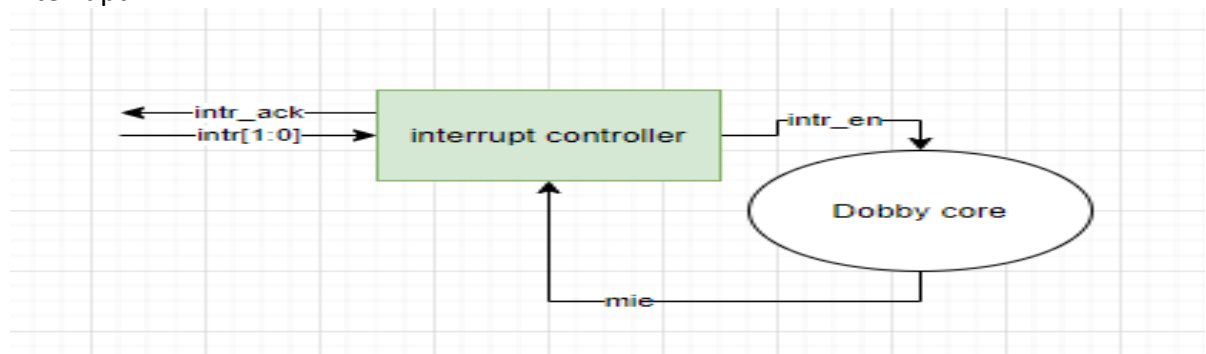 intr_ack
intr[1:0]
interrupt controller
intr_en
Dobby core
mie